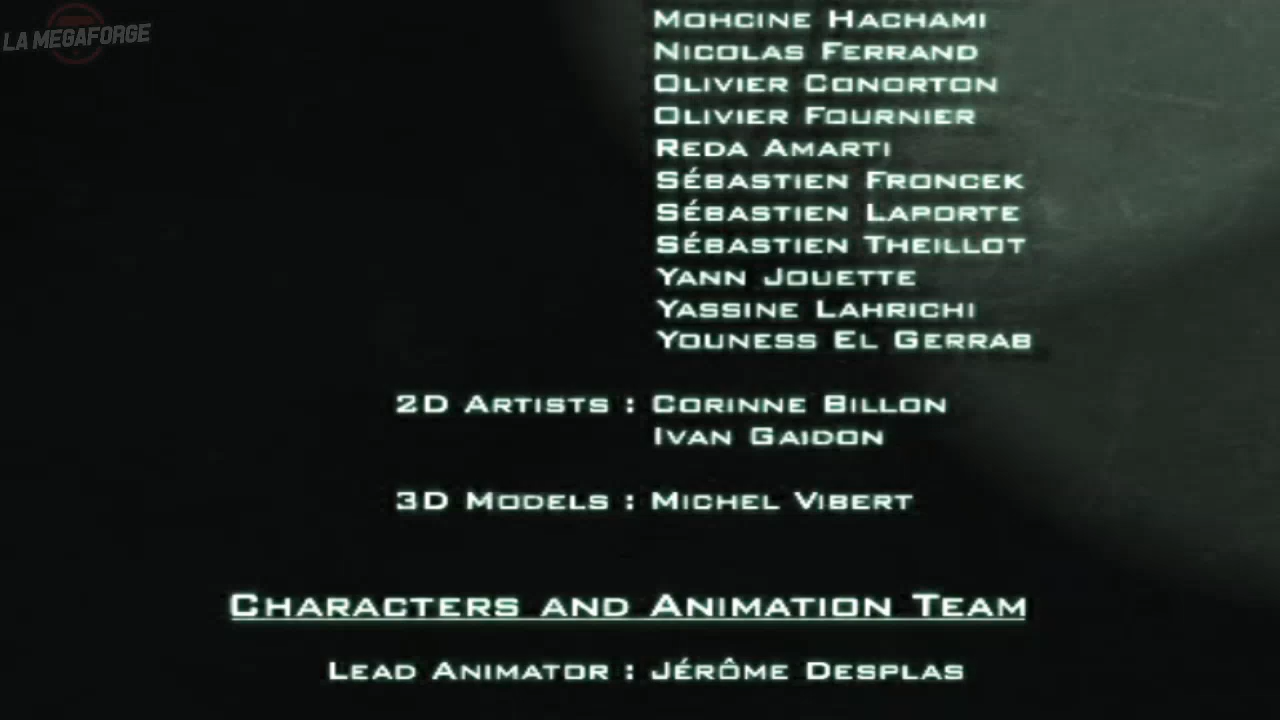 LA MEGAFORGE
MOHCINE HACHAMI
NICOLAS FERRAND
OLIVIER CONORTON
OLIVIER FOURNIER
REDA AMARTI
SÉBASTIEN FRONCEK
SÉBASTIEN LAPORTE
SÉBASTIEN THEILLOT
YANN JOUETTE
YASSINE LAHRICHI
YOUNESS EL GERRAB
2D ARTISTS : CORINNE BILLON
IVAN GAIDON
3D MODELS : MICHEL VIBERT
CHARACTERS AND ANIMATION TEAM
LEAD ANIMATOR : JÉRÔME DESPLAS